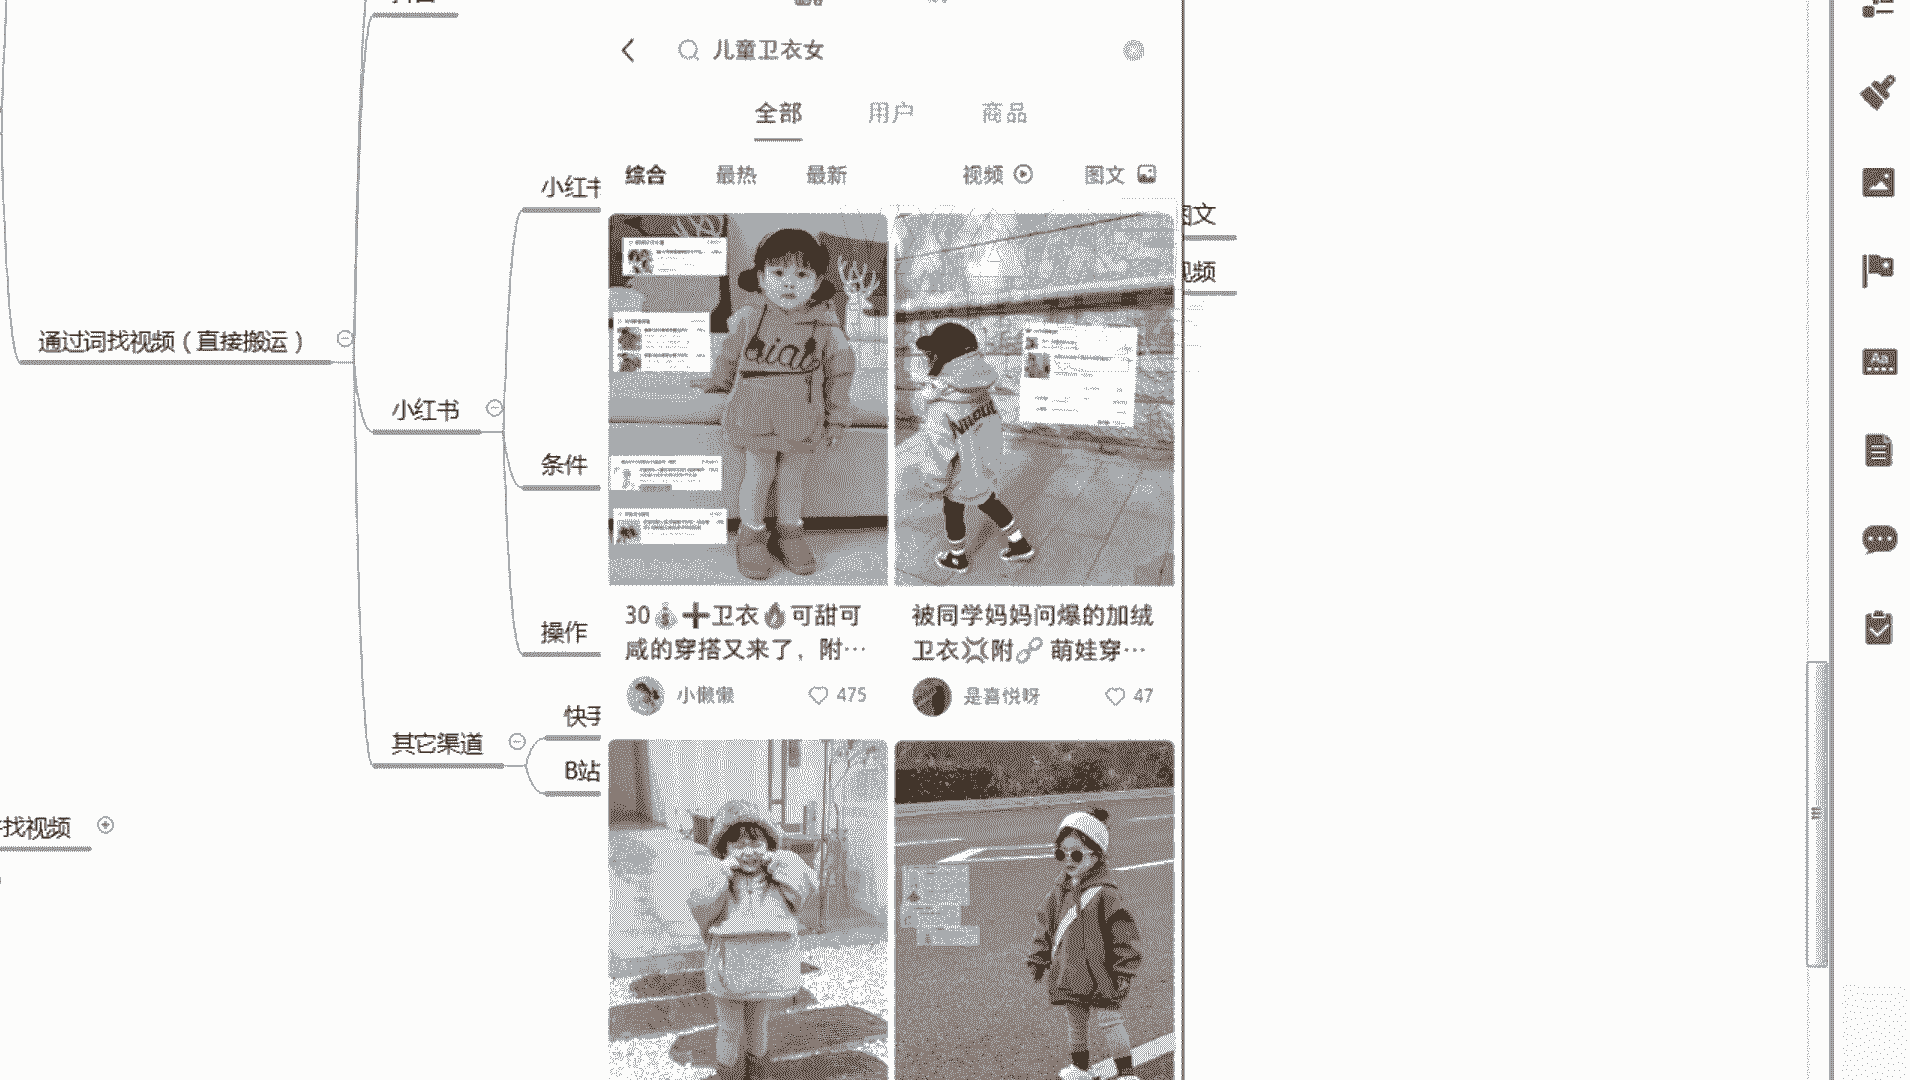 儿童卫衣女
全部 用户 商品
综合 最热 最新 视频 图文
小红书
图文
视频
通过词找视频（直接搬运）
小红书
条件
操作
30💰➕卫衣🔥可甜可
咸的穿搭又来了，附…
小懒懒 475
被同学妈妈问爆的加绒
卫衣💢附🔗 萌娃穿…
是喜悦呀 47
其它渠道
快手
B站
找视频
Aa